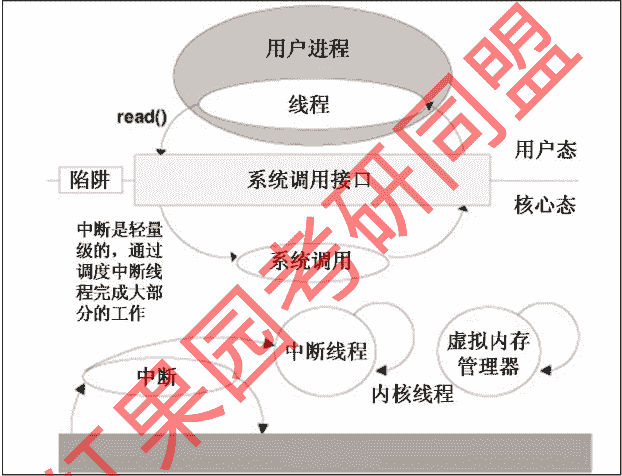 用户进程
线程
read()
用户态
陷阱
系统调用接口
核心态
中断是轻量
级的，通过
调度中断线
程完成大部
分的工作
系统调用
中断线程
虚拟内存
管理器
中断
内核线程
红果园考研同盟